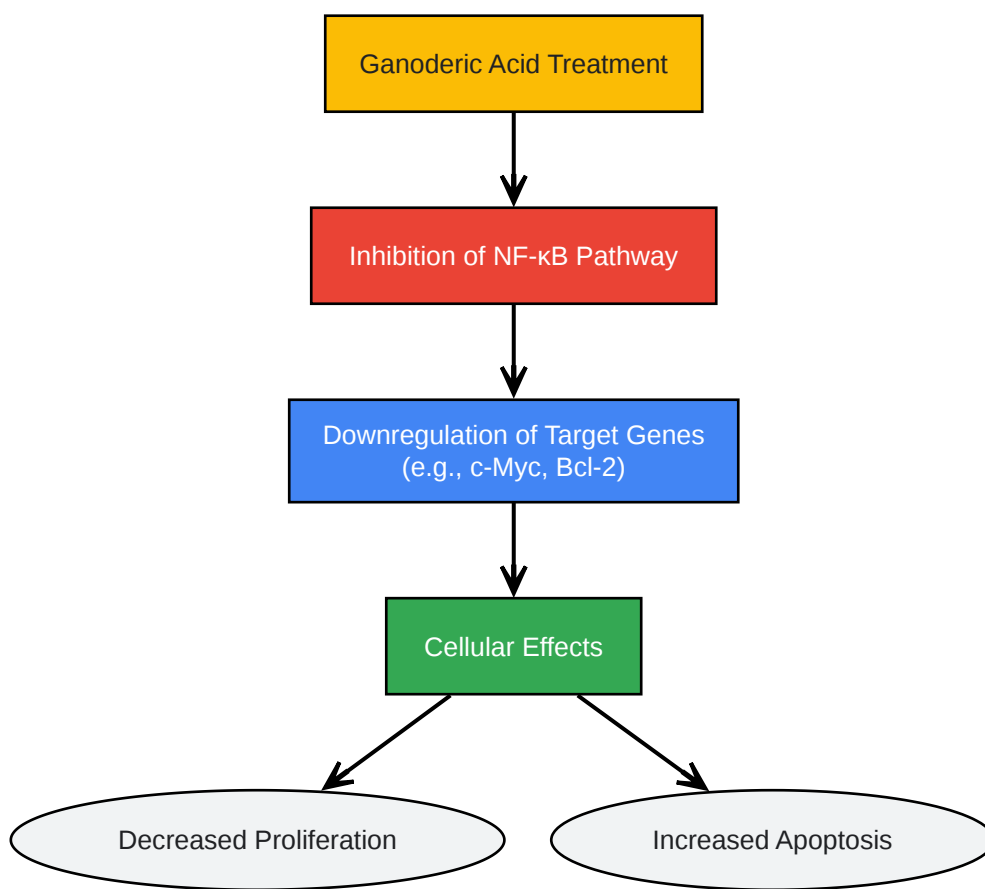 Ganoderic Acid Treatment
Inhibition of NF-κB Pathway
Downregulation of Target Genes
(e.g., c-Myc, Bcl-2)
Cellular Effects
Decreased Proliferation
Increased Apoptosis